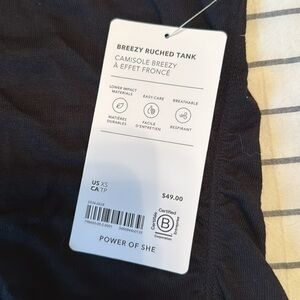 BREEZY RUCHED TANK
CAMISOLE BREEZY
À EFFET FRONCÉ
LOWER IMPACT
MATERIALS
EASY CARE
BREATHABLE
MATIÈRES
DURABLES
FACILE
D'ENTRETIEN
RESPIRANT
US XS
CA TP
$49.00
Certified
B
Corporation
POWER OF SHE